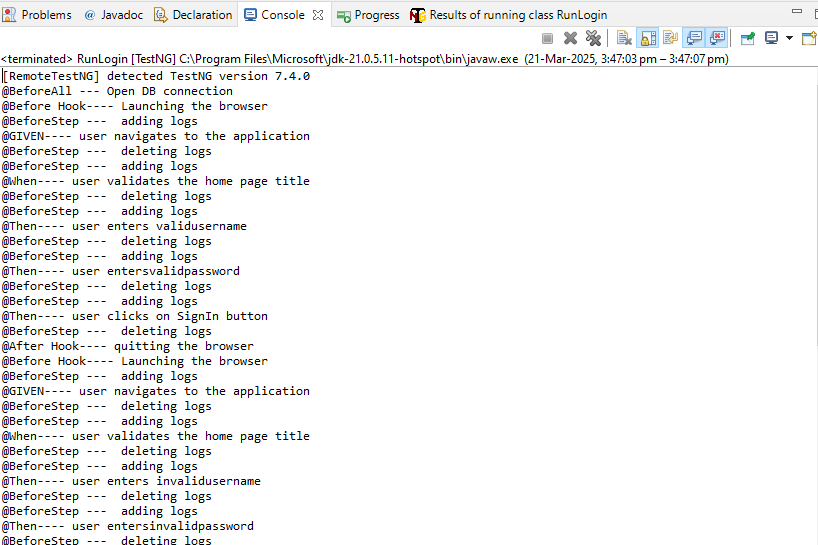 Problems @ Javadoc Declaration Console Progress Results of running class RunLogin
<terminated> RunLogin [TestNG] C:\Program Files\Microsoft\jdk-21.0.5.11-hotspot\bin\javaw.exe (21-Mar-2025, 3:47:03 pm – 3:47:07 pm)
[RemoteTestNG] detected TestNG version 7.4.0
@BeforeAll --- Open DB connection
@Before Hook---- Launching the browser
@BeforeStep ---  adding logs
@GIVEN---- user navigates to the application
@BeforeStep ---  deleting logs
@BeforeStep ---  adding logs
@When---- user validates the home page title
@BeforeStep ---  deleting logs
@BeforeStep ---  adding logs
@Then---- user enters validusername
@BeforeStep ---  deleting logs
@BeforeStep ---  adding logs
@Then---- user entersvalidpassword
@BeforeStep ---  deleting logs
@BeforeStep ---  adding logs
@Then---- user clicks on SignIn button
@BeforeStep ---  deleting logs
@After Hook---- quitting the browser
@Before Hook---- Launching the browser
@BeforeStep ---  adding logs
@GIVEN---- user navigates to the application
@BeforeStep ---  deleting logs
@BeforeStep ---  adding logs
@When---- user validates the home page title
@BeforeStep ---  deleting logs
@BeforeStep ---  adding logs
@Then---- user enters invalidusername
@BeforeStep ---  deleting logs
@BeforeStep ---  adding logs
@Then---- user entersinvalidpassword
@BeforeStep ---  deleting logs